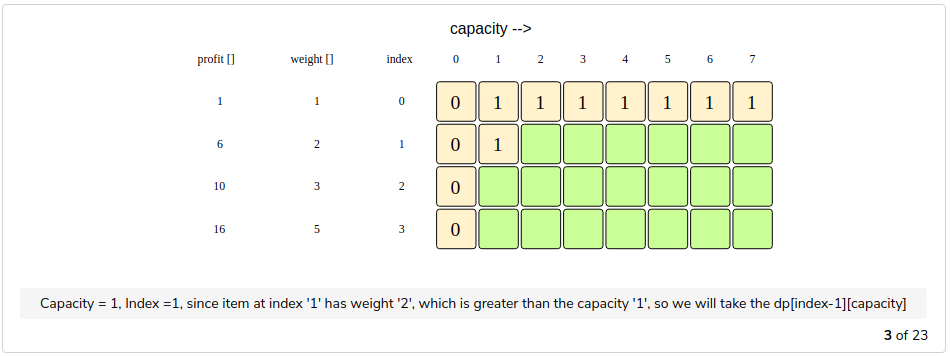 capacity -->
profit [] weight [] index 0 1 2 3 4 5 6 7
1 1 0 0 1 1 1 1 1 1 1
6 2 1 0 1
10 3 2 0
16 5 3 0
Capacity = 1, Index =1, since item at index '1' has weight '2', which is greater than the capacity '1', so we will take the dp[index-1][capacity]
3 of 23